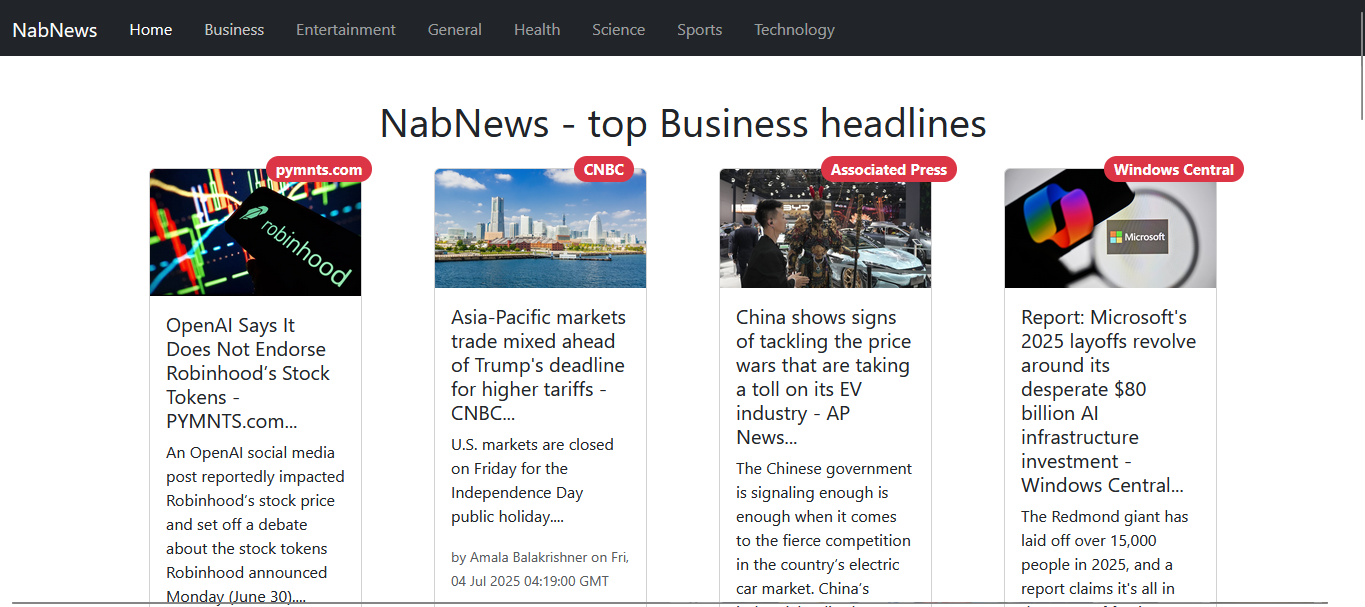 NabNews Home Business Entertainment General Health Science Sports Technology
NabNews - top Business headlines
pymnts.com
robinhood
OpenAI Says It
Does Not Endorse
Robinhood’s Stock
Tokens -
PYMNTS.com...
An OpenAI social media
post reportedly impacted
Robinhood’s stock price
and set off a debate
about the stock tokens
Robinhood announced
Monday (June 30)....
CNBC
Asia-Pacific markets
trade mixed ahead
of Trump's deadline
for higher tariffs -
CNBC...
U.S. markets are closed
on Friday for the
Independence Day
public holiday....
by Amala Balakrishner on Fri,
04 Jul 2025 04:19:00 GMT
Associated Press
BYD
China shows signs
of tackling the price
wars that are taking
a toll on its EV
industry - AP
News...
The Chinese government
is signaling enough is
enough when it comes
to the fierce competition
in the country’s electric
car market. China’s
Windows Central
Microsoft
Report: Microsoft's
2025 layoffs revolve
around its
desperate $80
billion AI
infrastructure
investment -
Windows Central...
The Redmond giant has
laid off over 15,000
people in 2025, and a
report claims it's all in